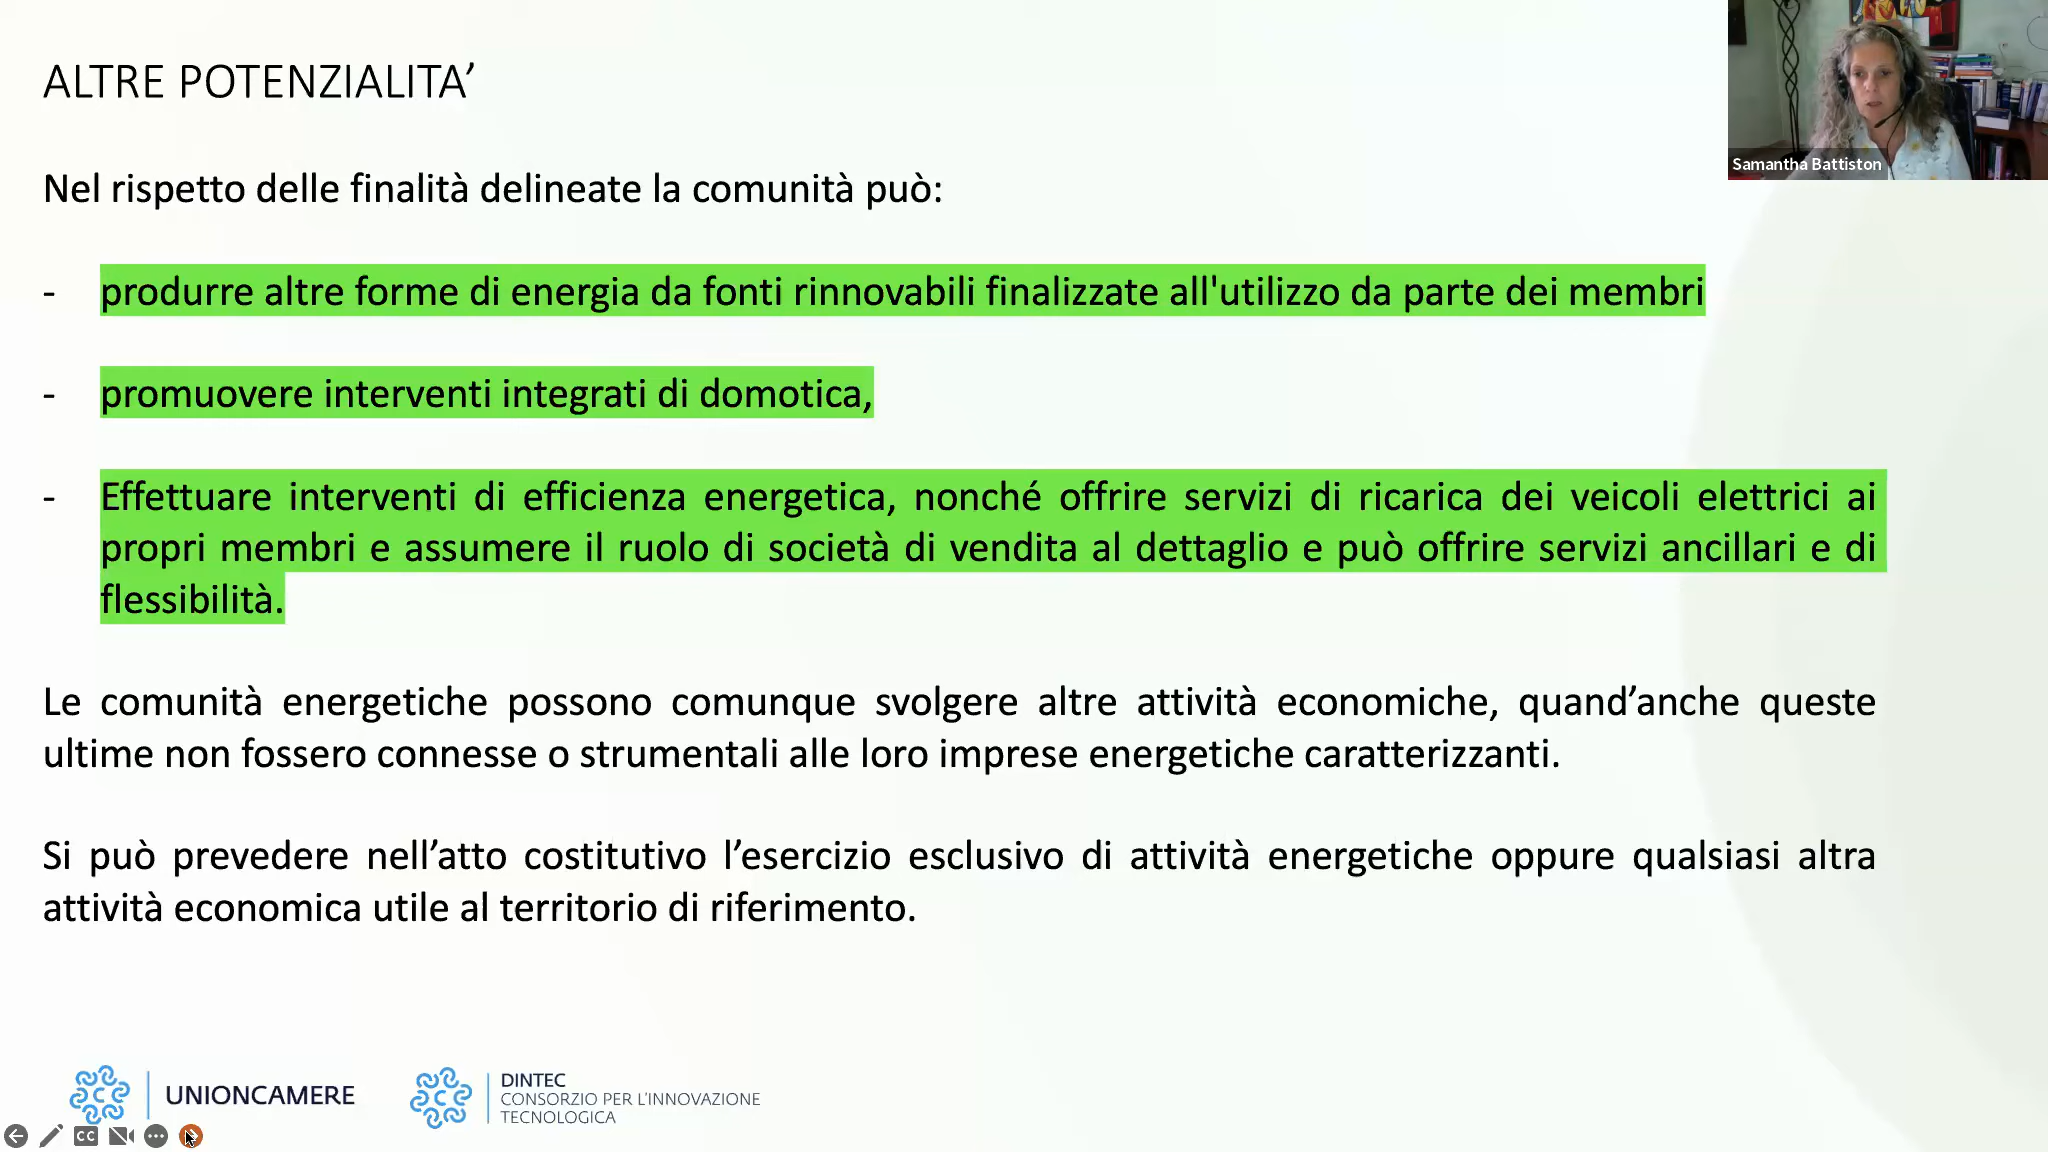 ALTRE POTENZIALITA’
Samantha Battiston
Nel rispetto delle finalità delineate la comunità può:
- produrre altre forme di energia da fonti rinnovabili finalizzate all'utilizzo da parte dei membri
- promuovere interventi integrati di domotica,
- Effettuare interventi di efficienza energetica, nonché offrire servizi di ricarica dei veicoli elettrici ai
propri membri e assumere il ruolo di società di vendita al dettaglio e può offrire servizi ancillari e di
flessibilità.
Le comunità energetiche possono comunque svolgere altre attività economiche, quand’anche queste
ultime non fossero connesse o strumentali alle loro imprese energetiche caratterizzanti.
Si può prevedere nell’atto costitutivo l’esercizio esclusivo di attività energetiche oppure qualsiasi altra
attività economica utile al territorio di riferimento.
UNIONCAMERE
DINTEC
CONSORZIO PER L’INNOVAZIONE
TECNOLOGICA
CC